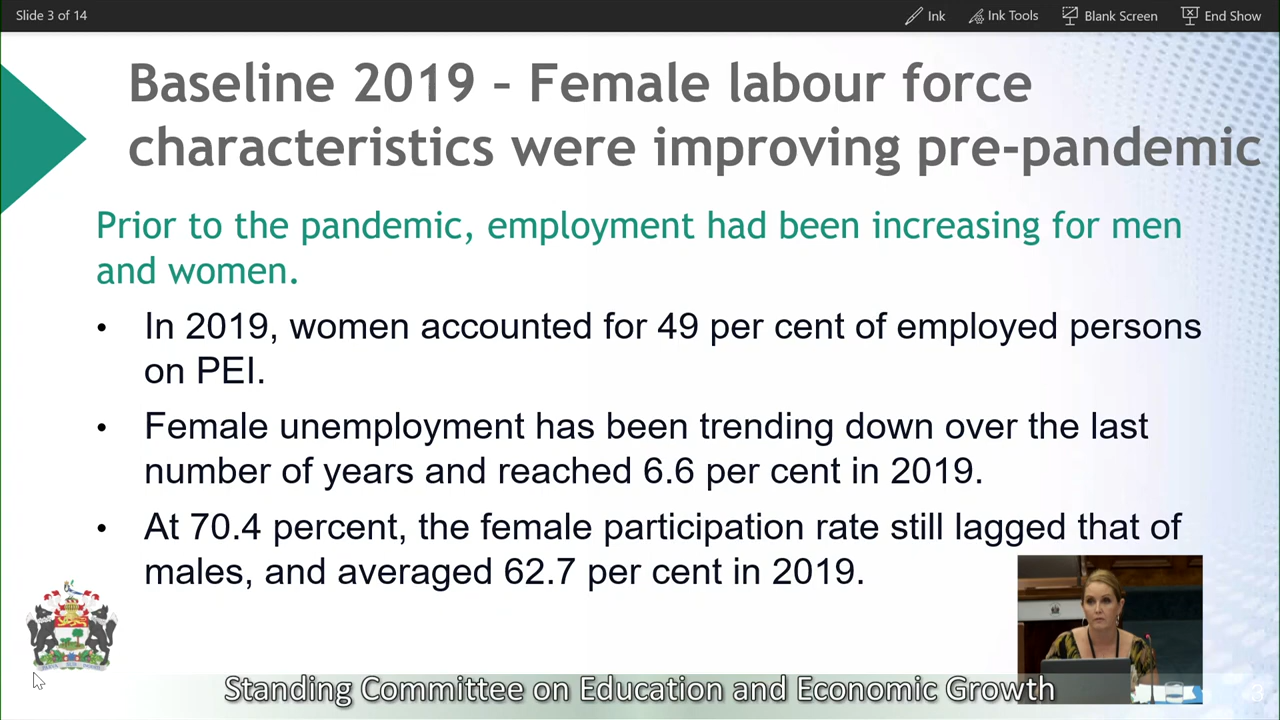 Slide 3 of 14
Ink
Ink Tools
Blank Screen
End Show
Baseline 2019 – Female labour force
characteristics were improving pre-pandemic
Prior to the pandemic, employment had been increasing for men
and women.
• In 2019, women accounted for 49 per cent of employed persons
on PEI.
• Female unemployment has been trending down over the last
number of years and reached 6.6 per cent in 2019.
• At 70.4 percent, the female participation rate still lagged that of
males, and averaged 62.7 per cent in 2019.
Standing Committee on Education and Economic Growth